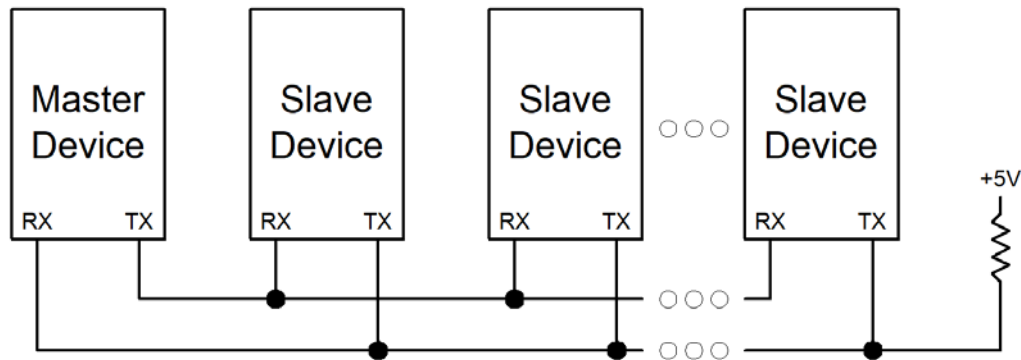 Master
Device
Slave
Device
Slave
Device
Slave
Device
+5V
RX TX
RX TX
RX TX
RX TX